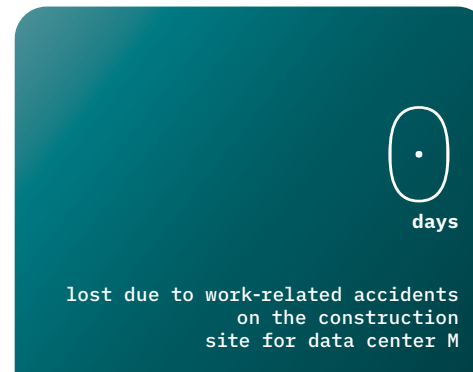 0
days
lost due to work-related accidents
on the construction
site for data center M